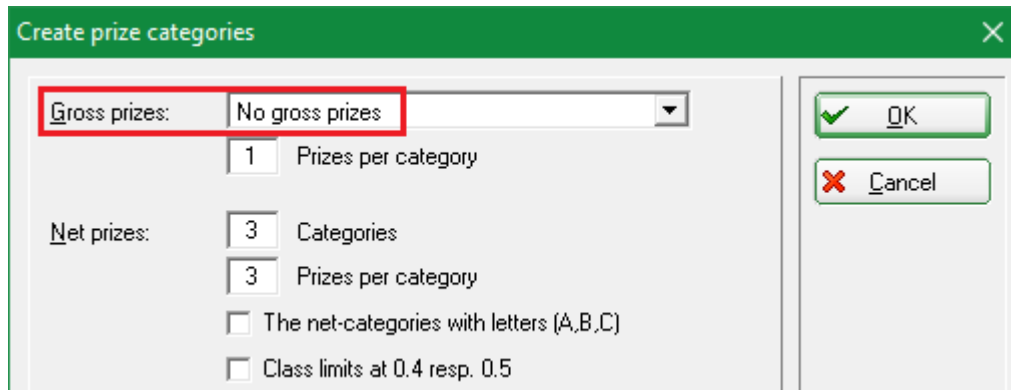 Create prize categories
Gross prizes: No gross prizes
OK
1 Prizes per category
Cancel
Net prizes: 3 Categories
3 Prizes per category
The net-categories with letters (A,B,C)
Class limits at 0.4 resp. 0.5